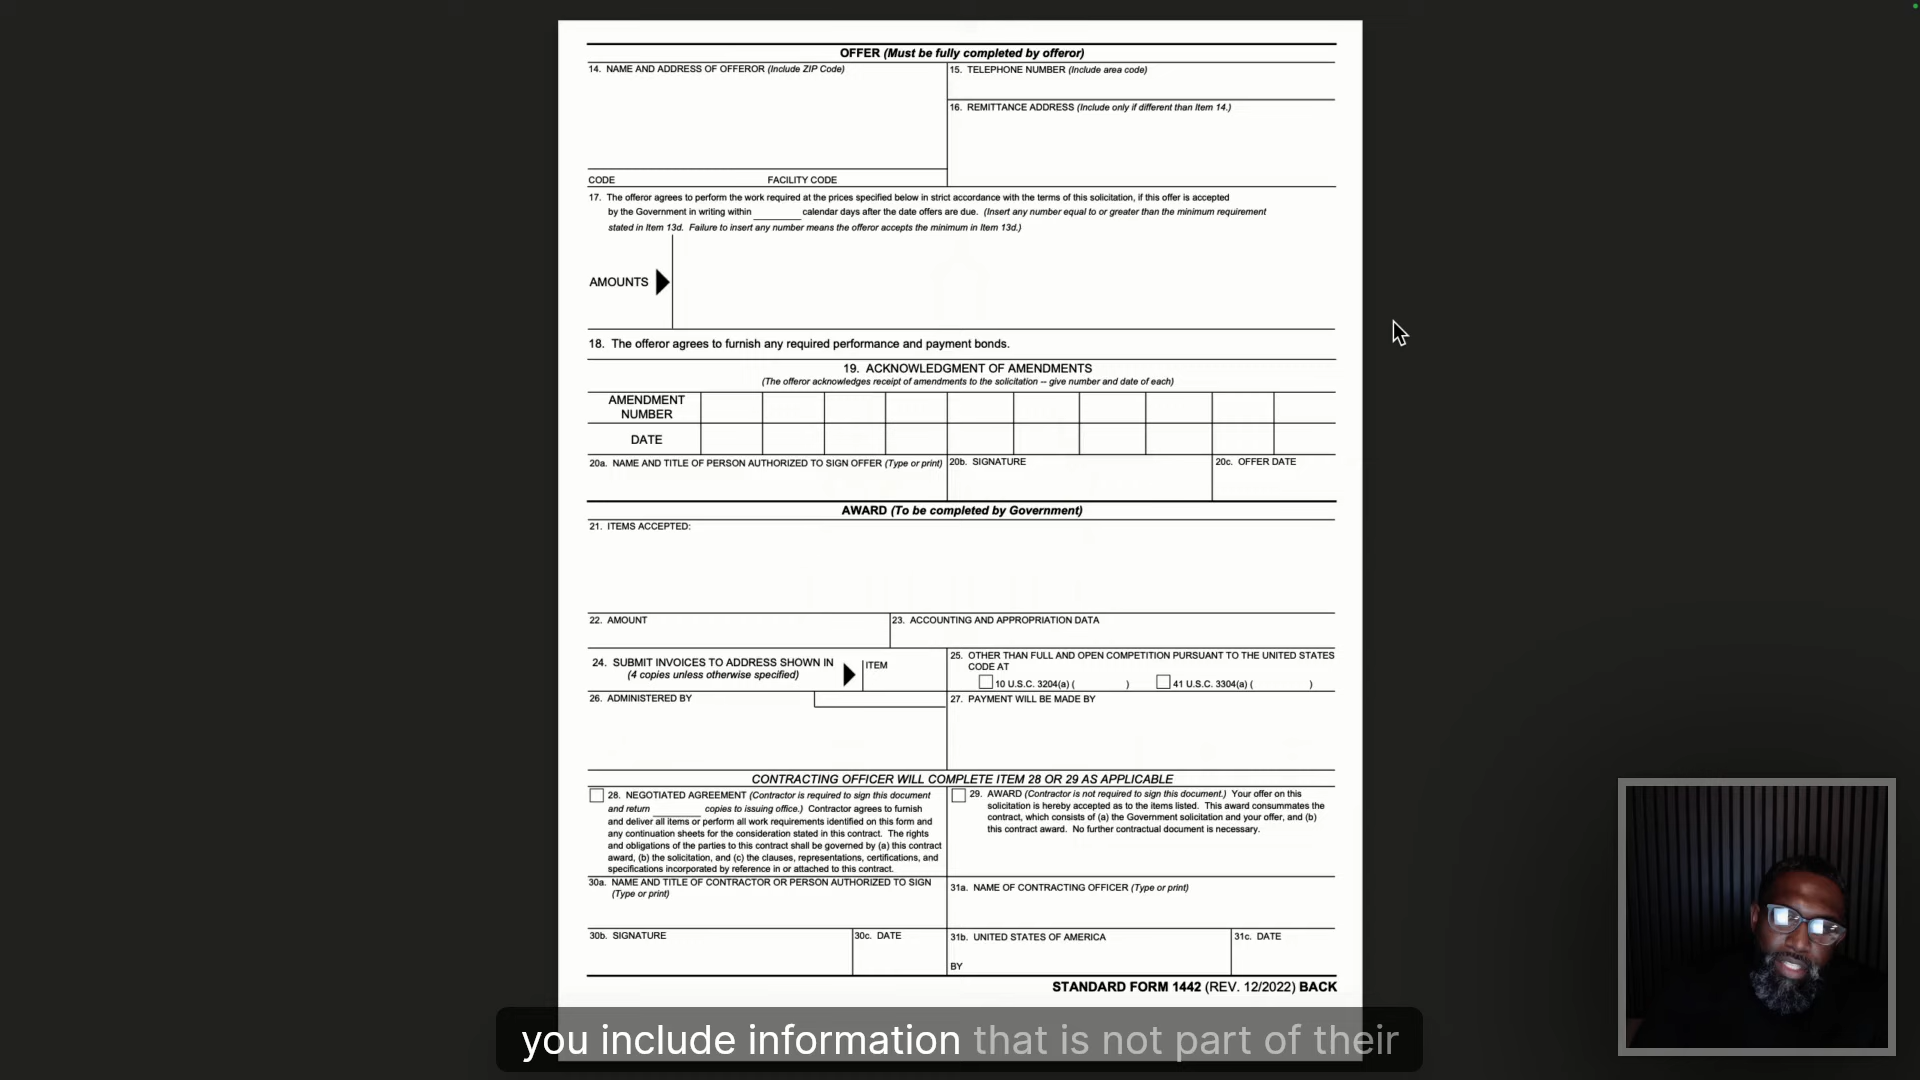 OFFER (Must be fully completed by offeror)
14. NAME AND ADDRESS OF OFFEROR (Include ZIP Code)
15. TELEPHONE NUMBER (Include area code)
16. REMITTANCE ADDRESS (Include only if different than Item 14.)
CODE
FACILITY CODE
17. The offeror agrees to perform the work required at the prices specified below in strict accordance with the terms of this solicitation, if this offer is accepted
by the Government in writing within ________ calendar days after the date offers are due. (Insert any number equal to or greater than the minimum requirement
stated in Item 13d. Failure to insert any number means the offeror accepts the minimum in Item 13d.)
AMOUNTS
18. The offeror agrees to furnish any required performance and payment bonds.
19. ACKNOWLEDGMENT OF AMENDMENTS
(The offeror acknowledges receipt of amendments to the solicitation -- give number and date of each)
AMENDMENT
NUMBER
DATE
20a. NAME AND TITLE OF PERSON AUTHORIZED TO SIGN OFFER (Type or print)
20b. SIGNATURE
20c. OFFER DATE
AWARD (To be completed by Government)
21. ITEMS ACCEPTED:
22. AMOUNT
23. ACCOUNTING AND APPROPRIATION DATA
24. SUBMIT INVOICES TO ADDRESS SHOWN IN
(4 copies unless otherwise specified)
ITEM
25. OTHER THAN FULL AND OPEN COMPETITION PURSUANT TO THE UNITED STATES
CODE AT
10 U.S.C. 3204(a) ( )
41 U.S.C. 3304(a) ( )
26. ADMINISTERED BY
27. PAYMENT WILL BE MADE BY
CONTRACTING OFFICER WILL COMPLETE ITEM 28 OR 29 AS APPLICABLE
28. NEGOTIATED AGREEMENT (Contractor is required to sign this document
and return ________ copies to issuing office.) Contractor agrees to furnish
and deliver all items or perform all work requirements identified on this form and
any continuation sheets for the consideration stated in this contract. The rights
and obligations of the parties to this contract shall be governed by (a) this contract
award, (b) the solicitation, and (c) the clauses, representations, certifications, and
specifications incorporated by reference in or attached to this contract.
29. AWARD (Contractor is not required to sign this document.) Your offer on this
solicitation is hereby accepted as to the items listed. This award consummates the
contract, which consists of (a) the Government solicitation and your offer, and (b)
this contract award. No further contractual document is necessary.
30a. NAME AND TITLE OF CONTRACTOR OR PERSON AUTHORIZED TO SIGN
(Type or print)
31a. NAME OF CONTRACTING OFFICER (Type or print)
30b. SIGNATURE
30c. DATE
31b. UNITED STATES OF AMERICA
BY
31c. DATE
STANDARD FORM 1442 (REV. 12/2022) BACK
you include information that is not part of their